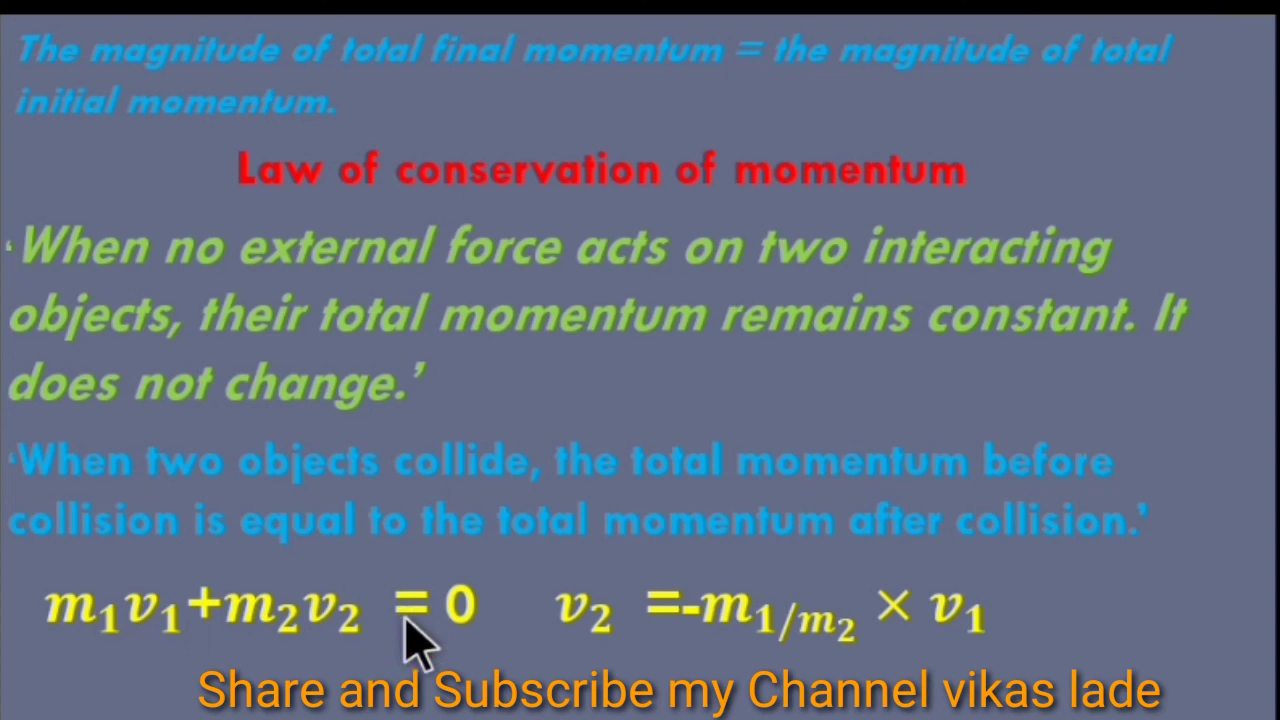 The magnitude of total final momentum = the magnitude of total
initial momentum.
Law of conservation of momentum
‘When no external force acts on two interacting
objects, their total momentum remains constant. It
does not change.’
‘When two objects collide, the total momentum before
collision is equal to the total momentum after collision.’
m₁v₁+m₂v₂ = 0 v₂ =-m₁/m₂ × v₁
Share and Subscribe my Channel vikas lade